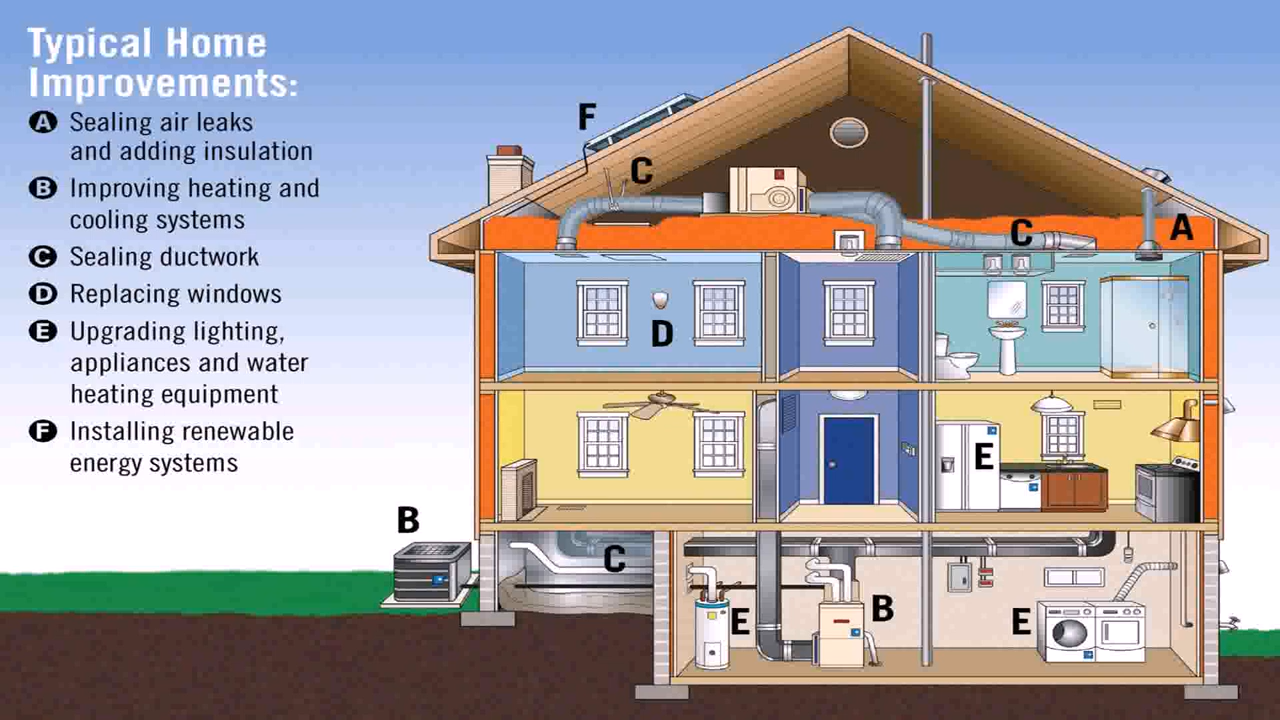 Typical Home
Improvements:
A Sealing air leaks
and adding insulation
B Improving heating and
cooling systems
C Sealing ductwork
D Replacing windows
E Upgrading lighting,
appliances and water
heating equipment
F Installing renewable
energy systems
F
C
C
A
D
E
B
C
E
B
E